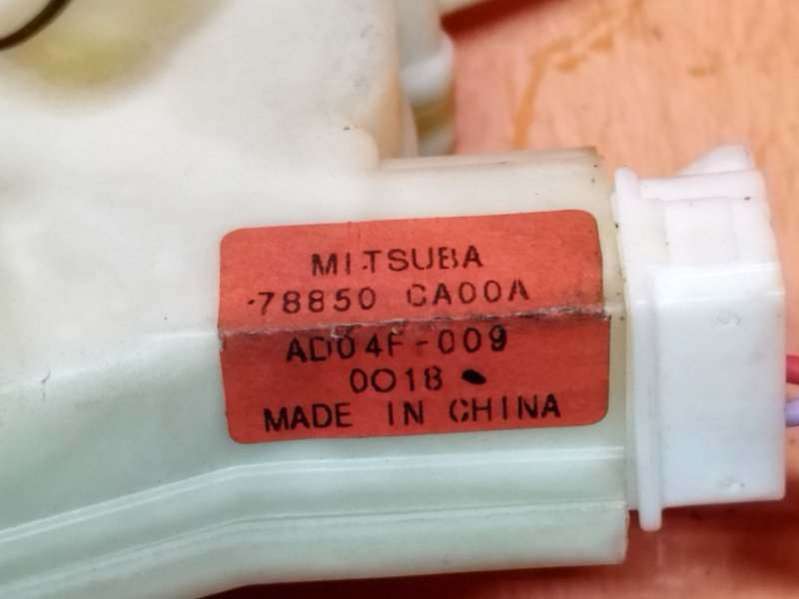 MITSUBA
78850 CA00A
AD04F-009
0018
MADE IN CHINA